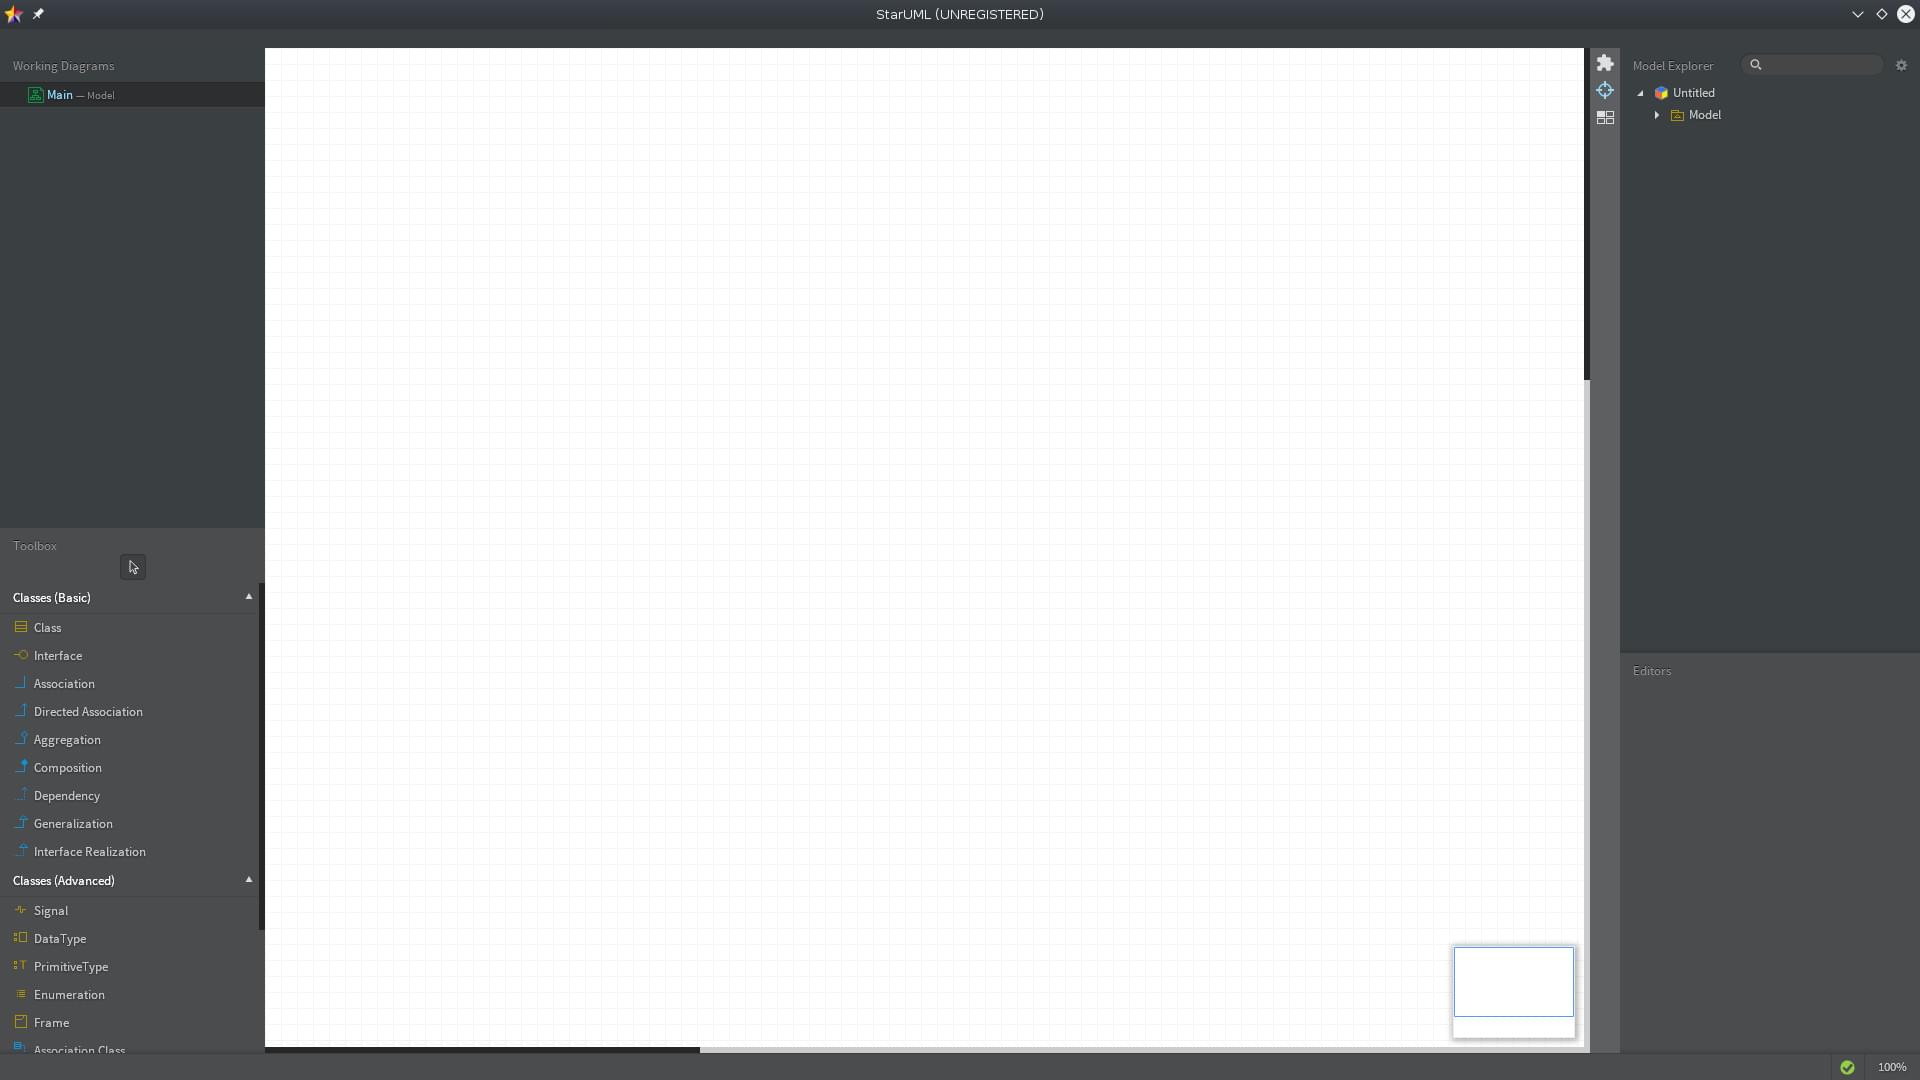 StarUML (UNREGISTERED)
Working Diagrams
Main — Model
Toolbox
Classes (Basic)
Class
Interface
Association
Directed Association
Aggregation
Composition
Dependency
Generalization
Interface Realization
Classes (Advanced)
Signal
DataType
PrimitiveType
Enumeration
Frame
Association Class
Model Explorer
Untitled
Model
Editors
100%